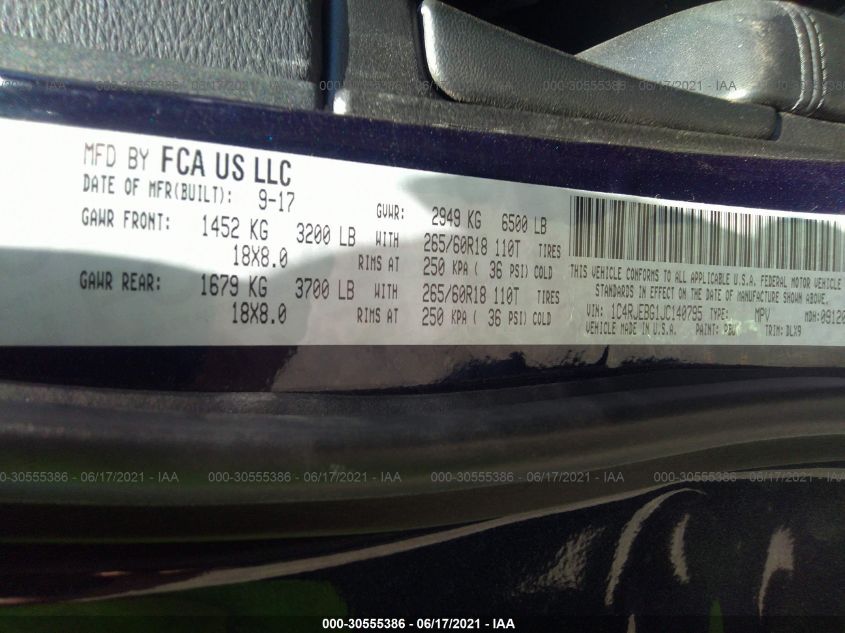 000-30555386 - 06/17/2021 - IAA
MFD BY FCA US LLC
DATE OF MFR(BUILT): 9-17
GVWR: 2949 KG 6500 LB
GAWR FRONT: 1452 KG 3200 LB WITH 265/60R18 110T TIRES
18X8.0 RIMS AT 250 KPA ( 36 PSI) COLD
GAWR REAR: 1679 KG 3700 LB WITH 265/60R18 110T TIRES
18X8.0 RIMS AT 250 KPA ( 36 PSI) COLD
THIS VEHICLE CONFORMS TO ALL APPLICABLE U.S.A. FEDERAL MOTOR VEHICLE
STANDARDS IN EFFECT ON THE DATE OF MANUFACTURE SHOWN ABOVE.
VIN: 1C4RJEBG1JC140795 TYPE: MPV MDH: 09120
VEHICLE MADE IN U.S.A. PAINT: TRIM: DLX9
000-30555386 - 06/17/2021 - IAA
000-30555386 - 06/17/2021 - IAA